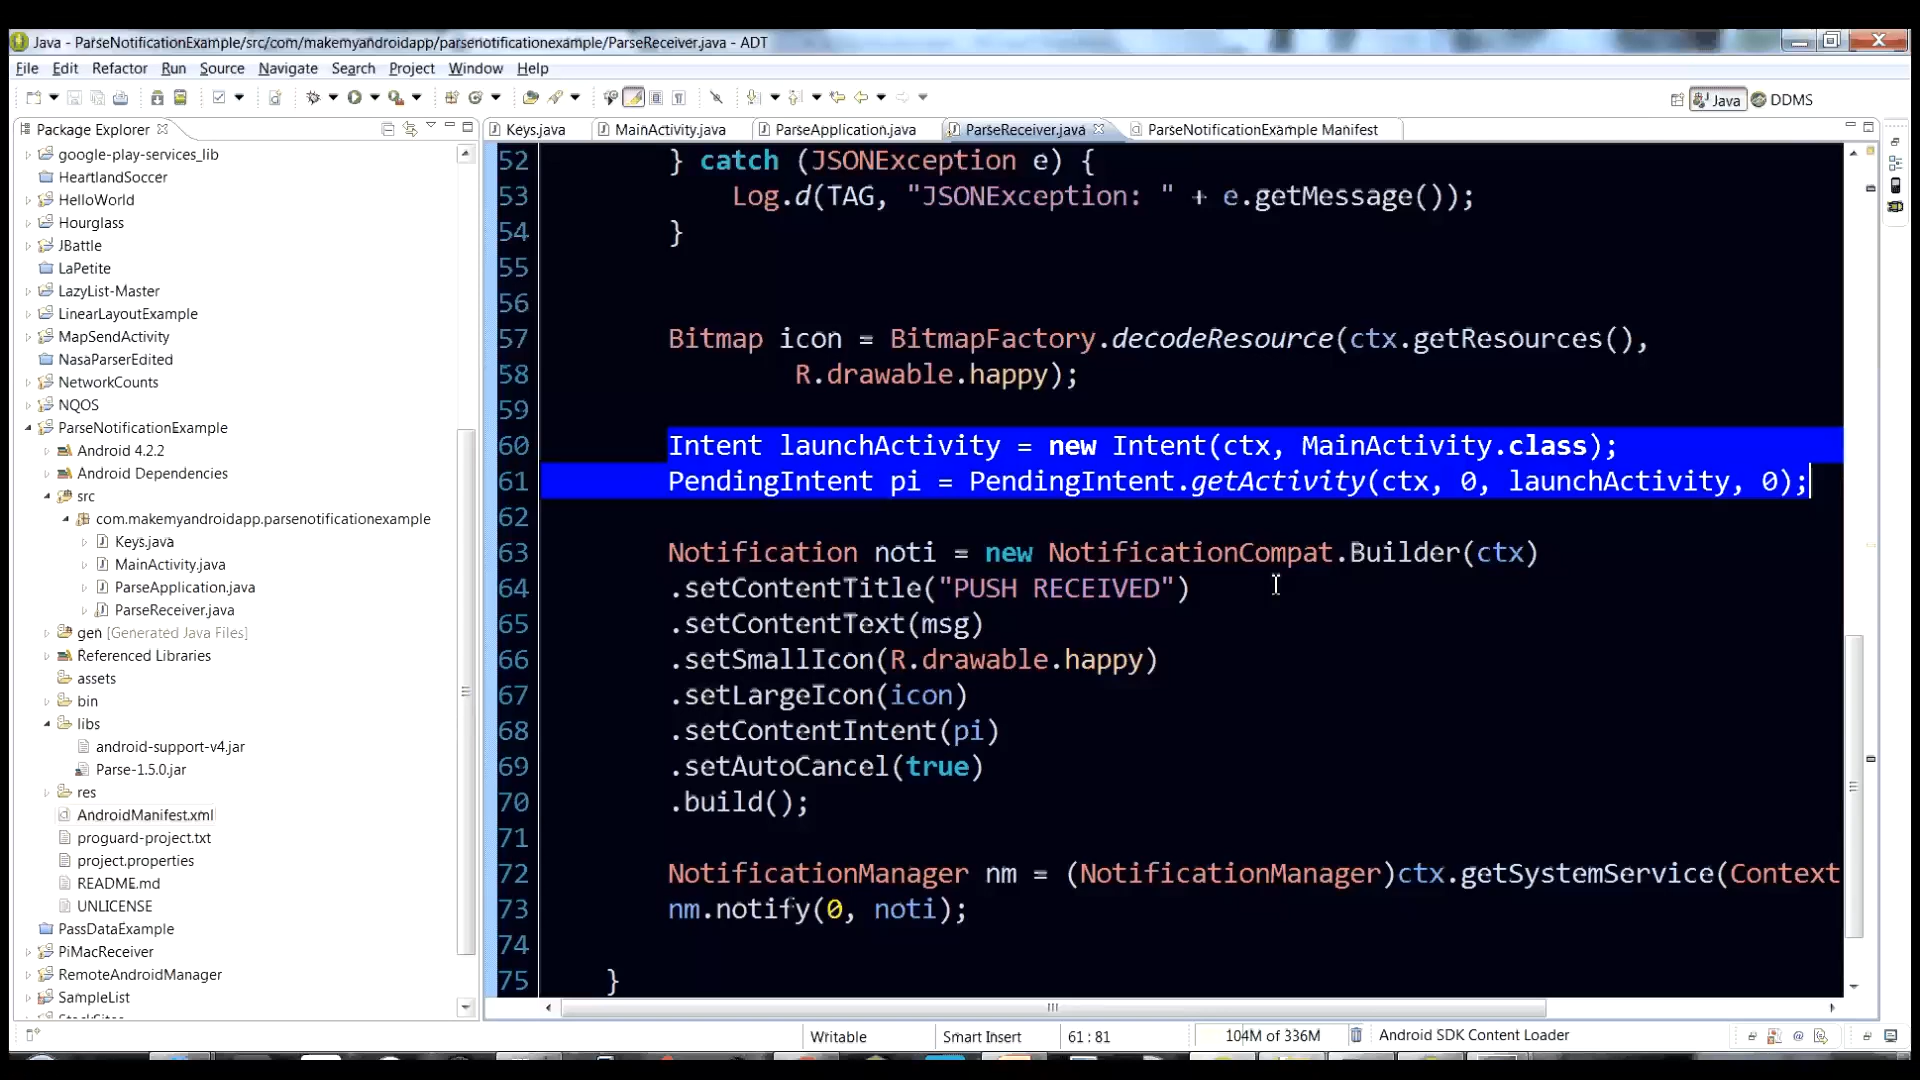 Java - ParseNotificationExample/src/com/makemyandroidapp/parsenotificationexample/ParseReceiver.java - ADT
File Edit Refactor Run Source Navigate Search Project Window Help
Java DDMS
Package Explorer
Keys.java MainActivity.java ParseApplication.java ParseReceiver.java ParseNotificationExample Manifest
google-play-services_lib
HeartlandSoccer
HelloWorld
Hourglass
JBattle
LaPetite
LazyList-Master
LinearLayoutExample
MapSendActivity
NasaParserEdited
NetworkCounts
NQOS
ParseNotificationExample
Android 4.2.2
Android Dependencies
src
com.makemyandroidapp.parsenotificationexample
Keys.java
MainActivity.java
ParseApplication.java
ParseReceiver.java
gen [Generated Java Files]
Referenced Libraries
assets
bin
libs
android-support-v4.jar
Parse-1.5.0.jar
res
AndroidManifest.xml
proguard-project.txt
project.properties
README.md
UNLICENSE
PassDataExample
PiMacReceiver
RemoteAndroidManager
SampleList
52 } catch (JSONException e) {
53 Log.d(TAG, "JSONException: " + e.getMessage());
54 }
55
56
57 Bitmap icon = BitmapFactory.decodeResource(ctx.getResources(),
58 R.drawable.happy);
59
60 Intent launchActivity = new Intent(ctx, MainActivity.class);
61 PendingIntent pi = PendingIntent.getActivity(ctx, 0, launchActivity, 0);
62
63 Notification noti = new NotificationCompat.Builder(ctx)
64 .setContentTitle("PUSH RECEIVED")
65 .setContentText(msg)
66 .setSmallIcon(R.drawable.happy)
67 .setLargeIcon(icon)
68 .setContentIntent(pi)
69 .setAutoCancel(true)
70 .build();
71
72 NotificationManager nm = (NotificationManager)ctx.getSystemService(Context
73 nm.notify(0, noti);
74
75 }
Writable Smart Insert 61 : 81 104M of 336M Android SDK Content Loader